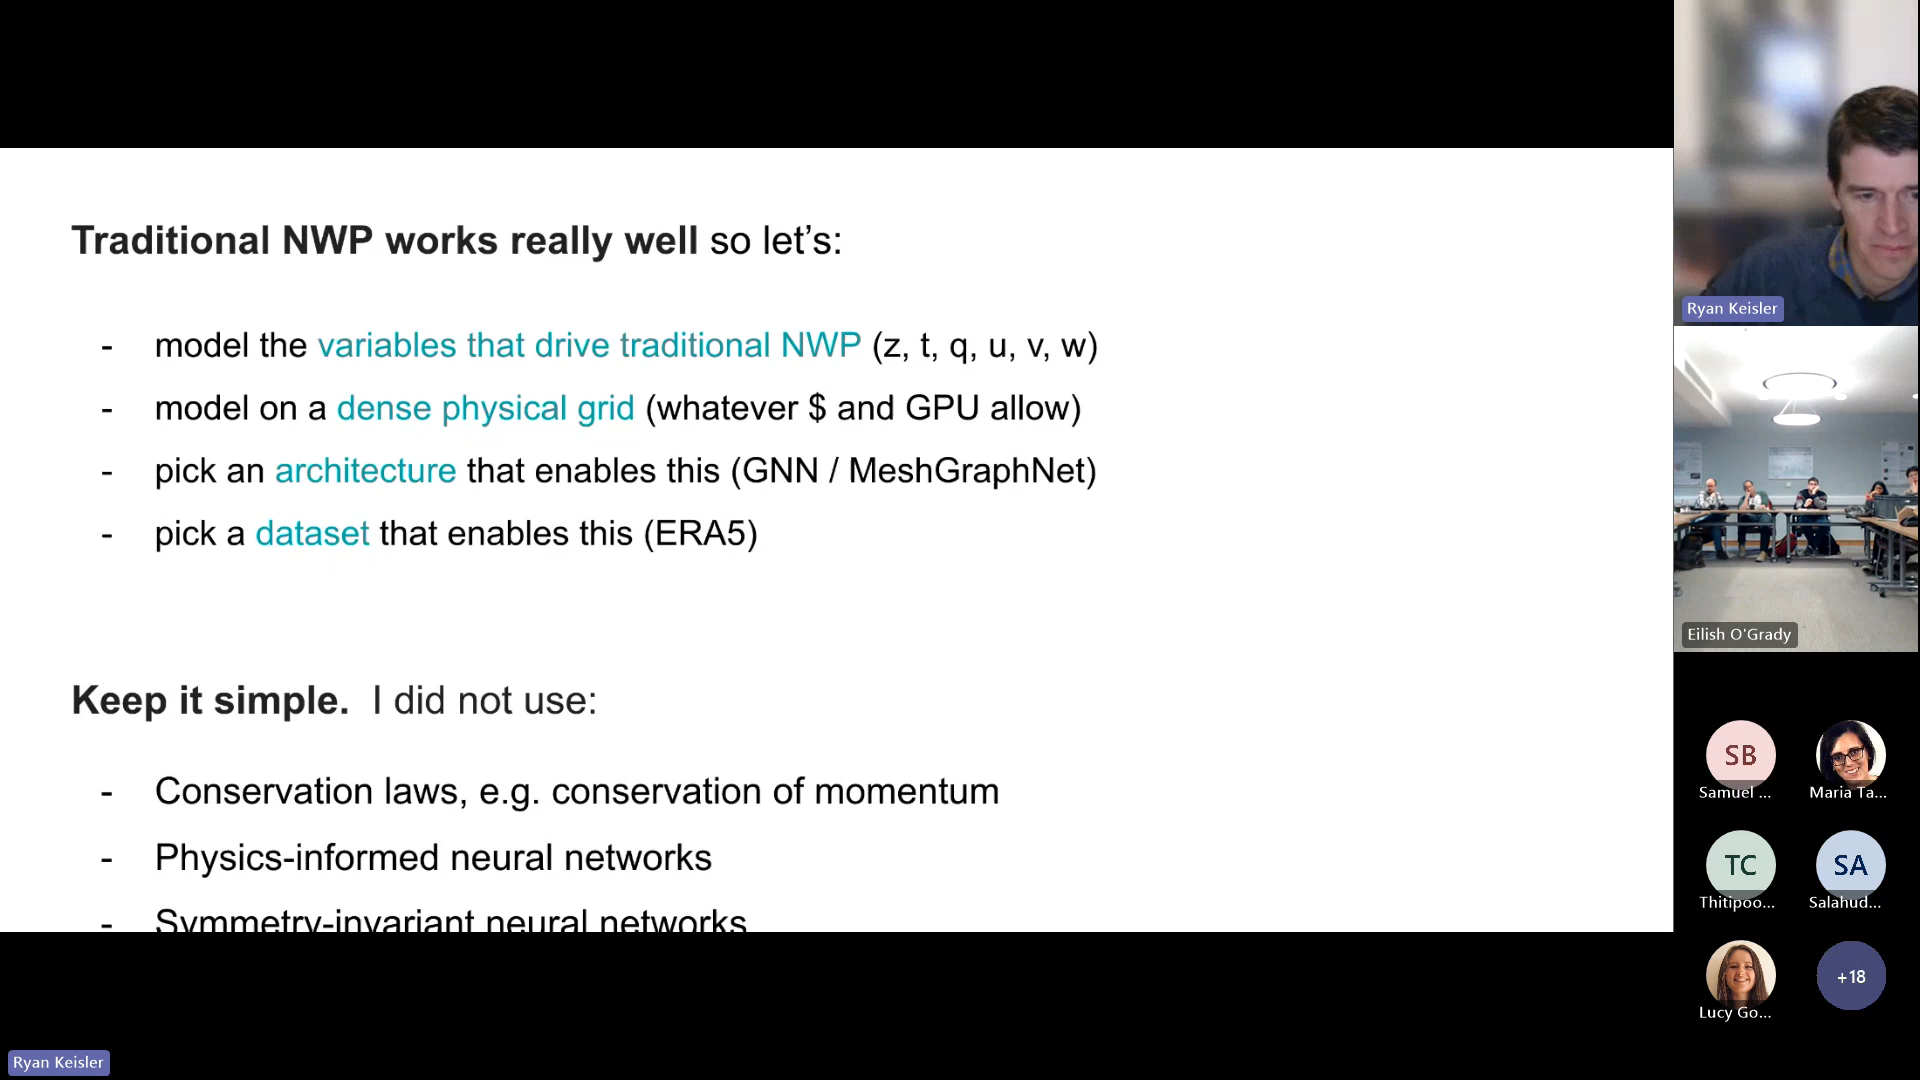 Traditional NWP works really well so let's:
- model the variables that drive traditional NWP (z, t, q, u, v, w)
- model on a dense physical grid (whatever $ and GPU allow)
- pick an architecture that enables this (GNN / MeshGraphNet)
- pick a dataset that enables this (ERA5)
Keep it simple. I did not use:
- Conservation laws, e.g. conservation of momentum
- Physics-informed neural networks
- Symmetry-invariant neural networks
Ryan Keisler
Eilish O'Grady
SB
Samuel ...
Maria Ta...
TC
Thitipoo...
SA
Salahud...
Lucy Go...
+18
Ryan Keisler